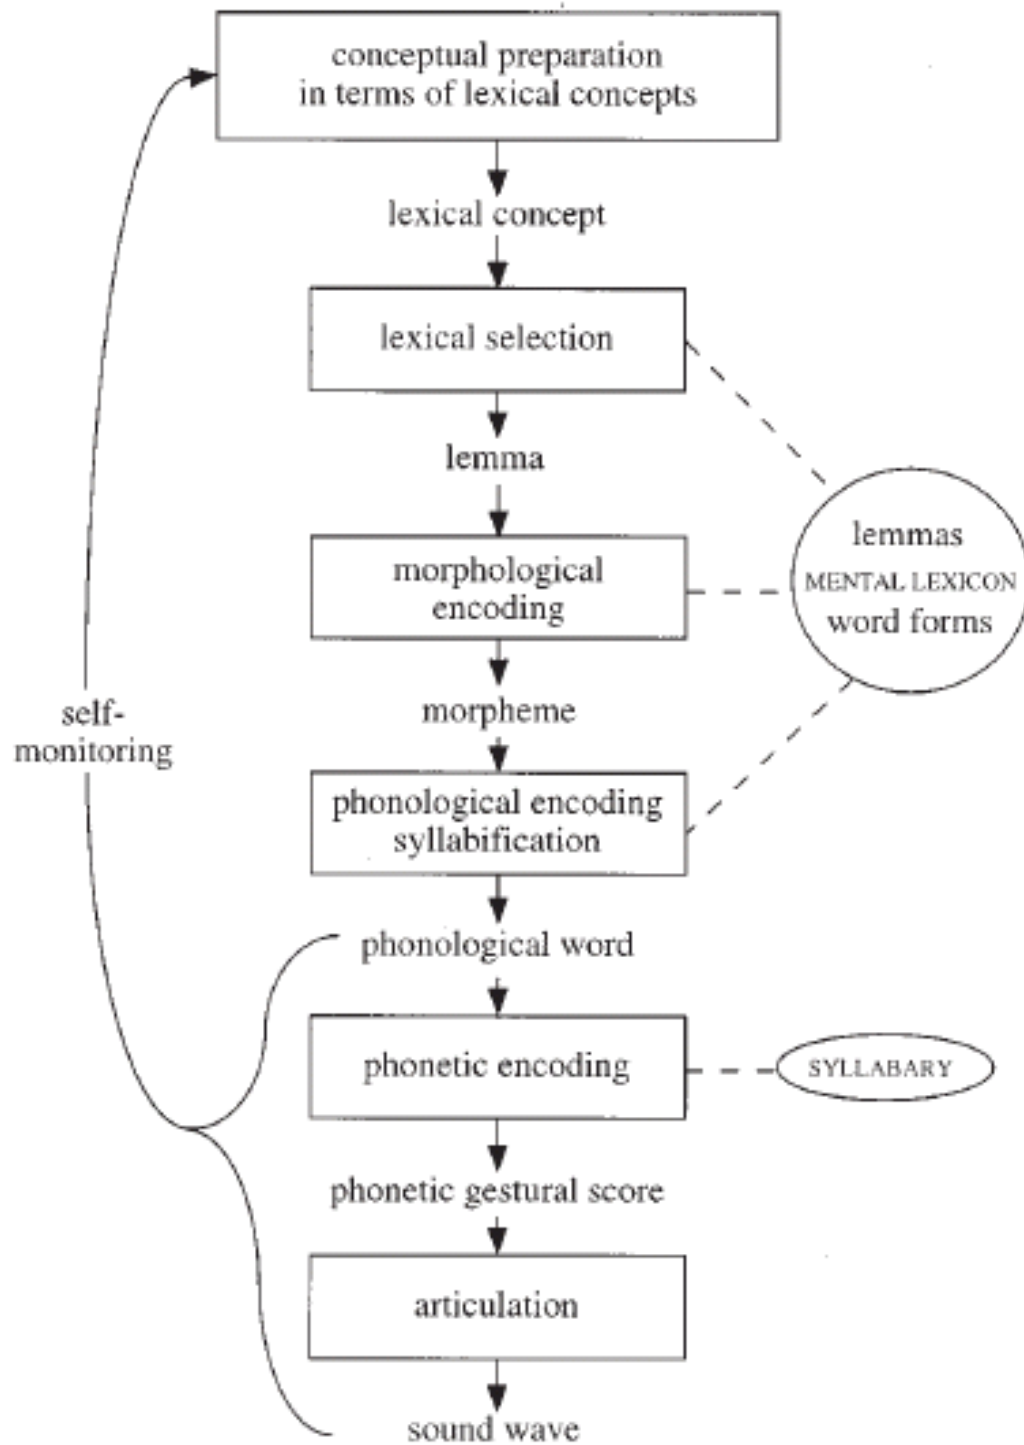 conceptual preparation
in terms of lexical concepts
lexical concept
lexical selection
lemma
lemmas
MENTAL LEXICON
word forms
morphological
encoding
morpheme
self-
monitoring
phonological encoding
syllabification
phonological word
phonetic encoding
SYLLABARY
phonetic gestural score
articulation
sound wave